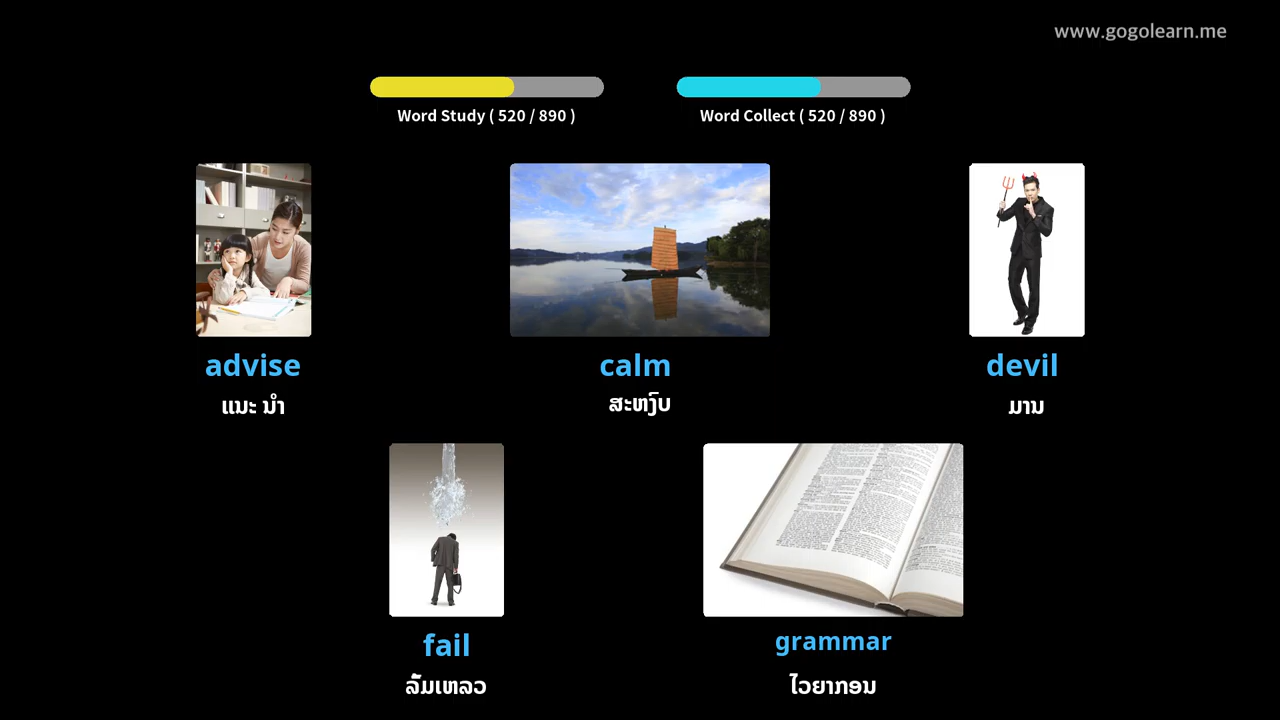 www.gogolearn.me
Word Study ( 520 / 890 )
Word Collect ( 520 / 890 )
advise
calm
devil
ແນະ ນຳ
ສະຫງົບ
ມານ
fail
grammar
ລົ້ມເຫລວ
ໄວຍາກອນ